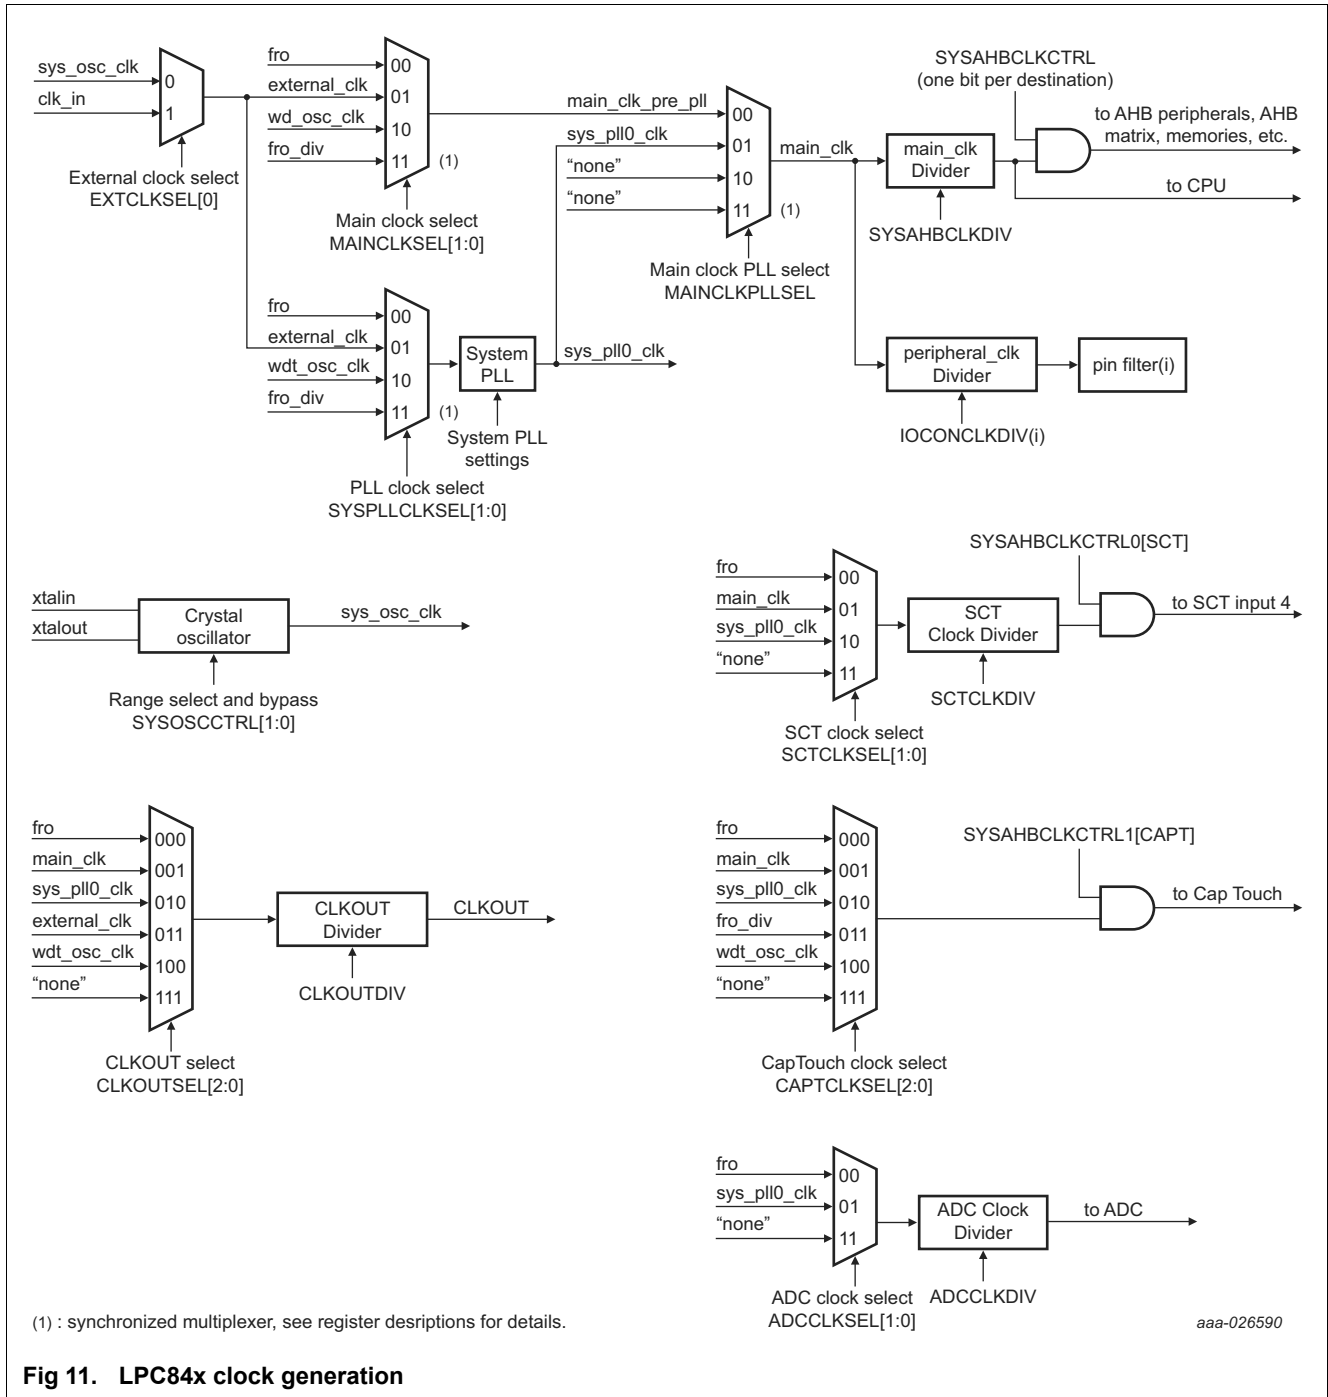 fro
sys_osc_clk
clk_in
0
1
External clock select
EXTCLKSEL[0]
external_clk
wd_osc_clk
fro_div
00
01
10
11
(1)
Main clock select
MAINCLKSEL[1:0]
main_clk_pre_pll
sys_pll0_clk
“none”
“none”
00
01
10
11
(1)
Main clock PLL select
MAINCLKPLLSEL
main_clk
main_clk
Divider
SYSAHBCLKDIV
SYSAHBCLKCTRL
(one bit per destination)
to AHB peripherals, AHB
matrix, memories, etc.
to CPU
fro
external_clk
wdt_osc_clk
fro_div
00
01
10
11
(1)
PLL clock select
SYSPLLCLKSEL[1:0]
System
PLL
System PLL
settings
sys_pll0_clk
peripheral_clk
Divider
IOCONCLKDIV(i)
pin filter(i)
xtalin
xtalout
Crystal
oscillator
sys_osc_clk
Range select and bypass
SYSOSCCTRL[1:0]
fro
main_clk
sys_pll0_clk
“none”
00
01
10
11
SCT clock select
SCTCLKSEL[1:0]
SCT
Clock Divider
SCTCLKDIV
SYSAHBCLKCTRL0[SCT]
to SCT input 4
fro
main_clk
sys_pll0_clk
external_clk
wdt_osc_clk
“none”
000
001
010
011
100
111
CLKOUT select
CLKOUTSEL[2:0]
CLKOUT
Divider
CLKOUTDIV
CLKOUT
fro
main_clk
sys_pll0_clk
fro_div
wdt_osc_clk
“none”
000
001
010
011
100
111
CapTouch clock select
CAPTCLKSEL[2:0]
SYSAHBCLKCTRL1[CAPT]
to Cap Touch
fro
sys_pll0_clk
“none”
00
01
11
ADC clock select
ADCCLKSEL[1:0]
ADC Clock
Divider
ADCCLKDIV
to ADC
(1) : synchronized multiplexer, see register desriptions for details.
aaa-026590
Fig 11. LPC84x clock generation